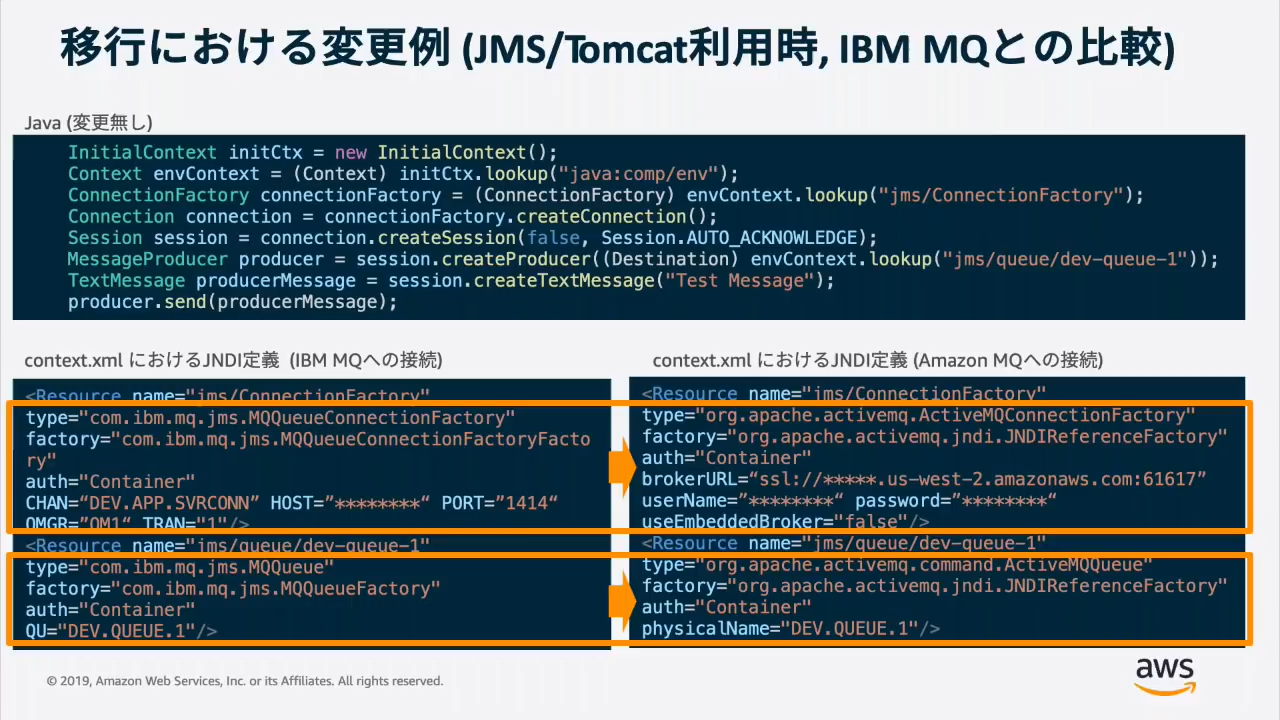 移行における変更例 (JMS/Tomcat利用時, IBM MQとの比較)
Java (変更無し)
InitialContext initCtx = new InitialContext();
Context envContext = (Context) initCtx.lookup("java:comp/env");
ConnectionFactory connectionFactory = (ConnectionFactory) envContext.lookup("jms/ConnectionFactory");
Connection connection = connectionFactory.createConnection();
Session session = connection.createSession(false, Session.AUTO_ACKNOWLEDGE);
MessageProducer producer = session.createProducer((Destination) envContext.lookup("jms/queue/dev-queue-1"));
TextMessage producerMessage = session.createTextMessage("Test Message");
producer.send(producerMessage);
context.xml におけるJNDI定義 (IBM MQへの接続)
<Resource name="jms/ConnectionFactory"
type="com.ibm.mq.jms.MQQueueConnectionFactory"
factory="com.ibm.mq.jms.MQQueueConnectionFactoryFacto
ry"
auth="Container"
CHAN=“DEV.APP.SVRCONN” HOST=”********“ PORT=”1414“
QMGR=”QM1“ TRAN="1"/>
<Resource name="jms/queue/dev-queue-1"
type="com.ibm.mq.jms.MQQueue"
factory="com.ibm.mq.jms.MQQueueFactory"
auth="Container"
QU="DEV.QUEUE.1"/>
context.xml におけるJNDI定義 (Amazon MQへの接続)
<Resource name="jms/ConnectionFactory"
type="org.apache.activemq.ActiveMQConnectionFactory"
factory="org.apache.activemq.jndi.JNDIReferenceFactory"
auth="Container"
brokerURL=“ssl://*****.us-west-2.amazonaws.com:61617”
userName=”********“ password=”********“
useEmbeddedBroker="false"/>
<Resource name="jms/queue/dev-queue-1"
type="org.apache.activemq.command.ActiveMQQueue"
factory="org.apache.activemq.jndi.JNDIReferenceFactory"
auth="Container"
physicalName="DEV.QUEUE.1"/>
© 2019, Amazon Web Services, Inc. or its Affiliates. All rights reserved.
aws